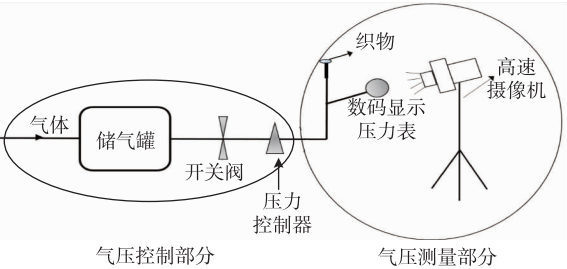 织物
高速
摄像机
数码显示
压力表
气体
储气罐
开关阀
压力
控制器
气压控制部分
气压测量部分